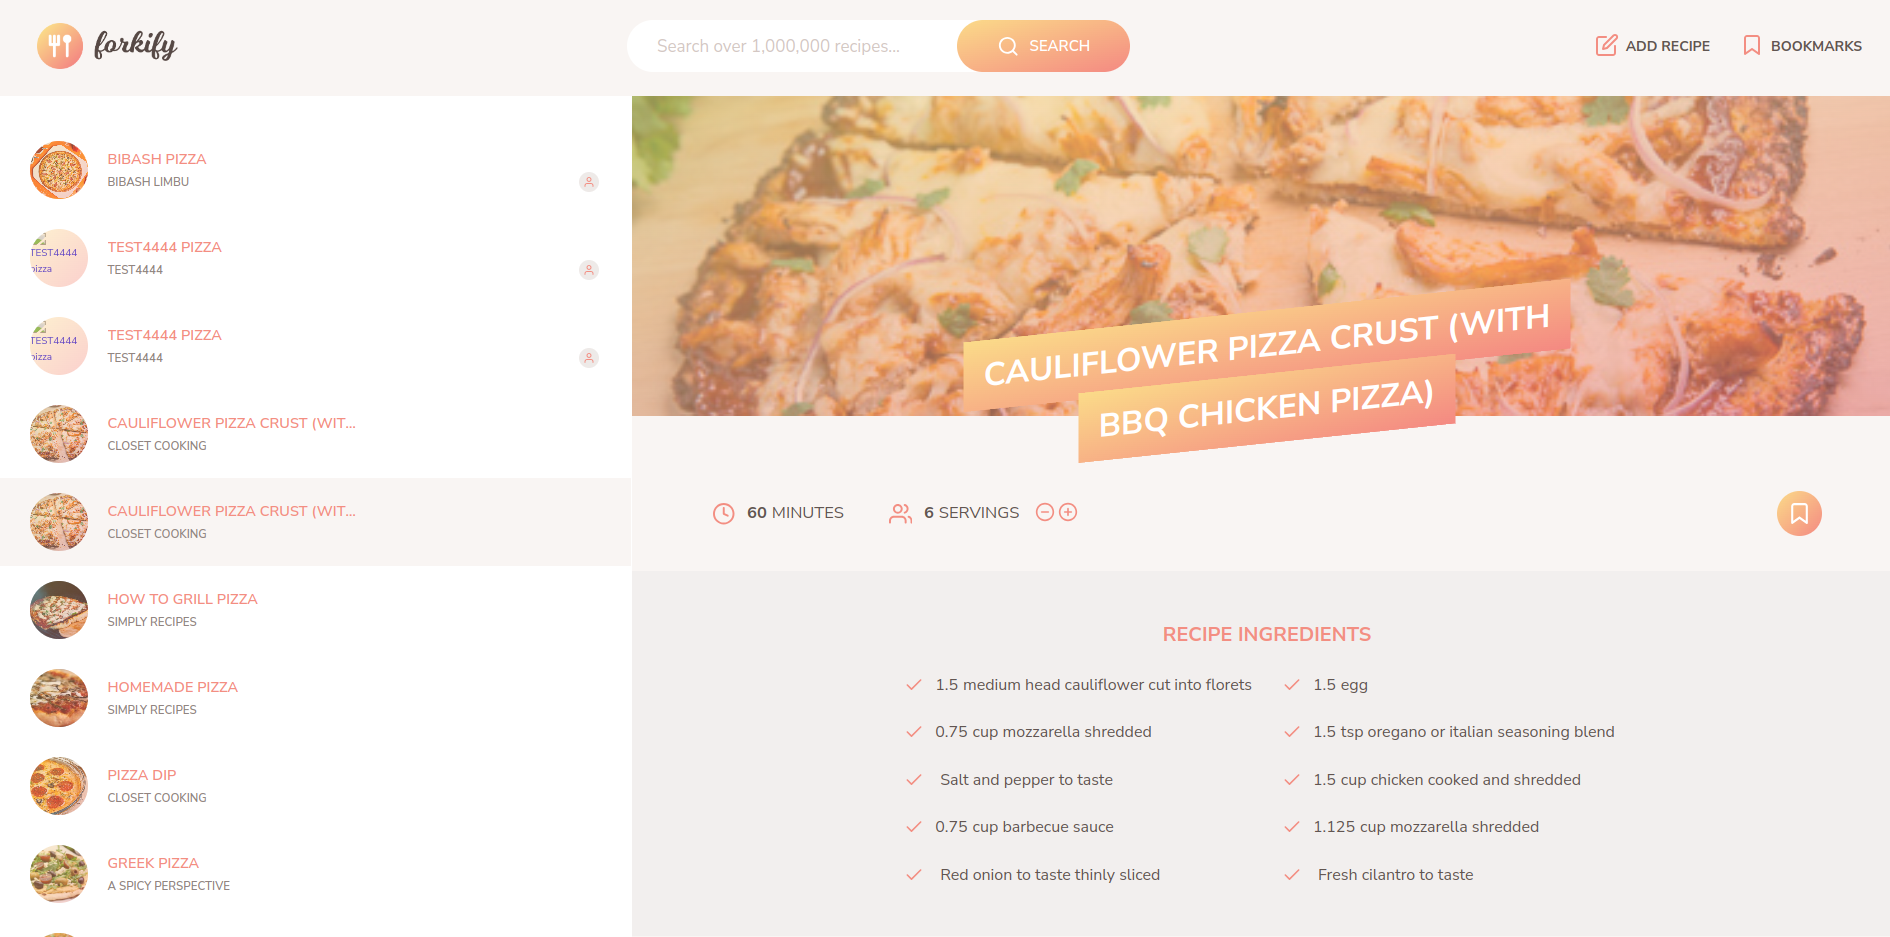 forkify
Search over 1,000,000 recipes...
SEARCH
ADD RECIPE
BOOKMARKS
BIBASH PIZZA
BIBASH LIMBU
TEST4444
pizza
TEST4444 PIZZA
TEST4444
TEST4444
pizza
TEST4444 PIZZA
TEST4444
CAULIFLOWER PIZZA CRUST (WIT...
CLOSET COOKING
CAULIFLOWER PIZZA CRUST (WIT...
CLOSET COOKING
HOW TO GRILL PIZZA
SIMPLY RECIPES
HOMEMADE PIZZA
SIMPLY RECIPES
PIZZA DIP
CLOSET COOKING
GREEK PIZZA
A SPICY PERSPECTIVE
CAULIFLOWER PIZZA CRUST (WITH
BBQ CHICKEN PIZZA)
60 MINUTES
6 SERVINGS
RECIPE INGREDIENTS
1.5 medium head cauliflower cut into florets
1.5 egg
0.75 cup mozzarella shredded
1.5 tsp oregano or italian seasoning blend
Salt and pepper to taste
1.5 cup chicken cooked and shredded
0.75 cup barbecue sauce
1.125 cup mozzarella shredded
Red onion to taste thinly sliced
Fresh cilantro to taste